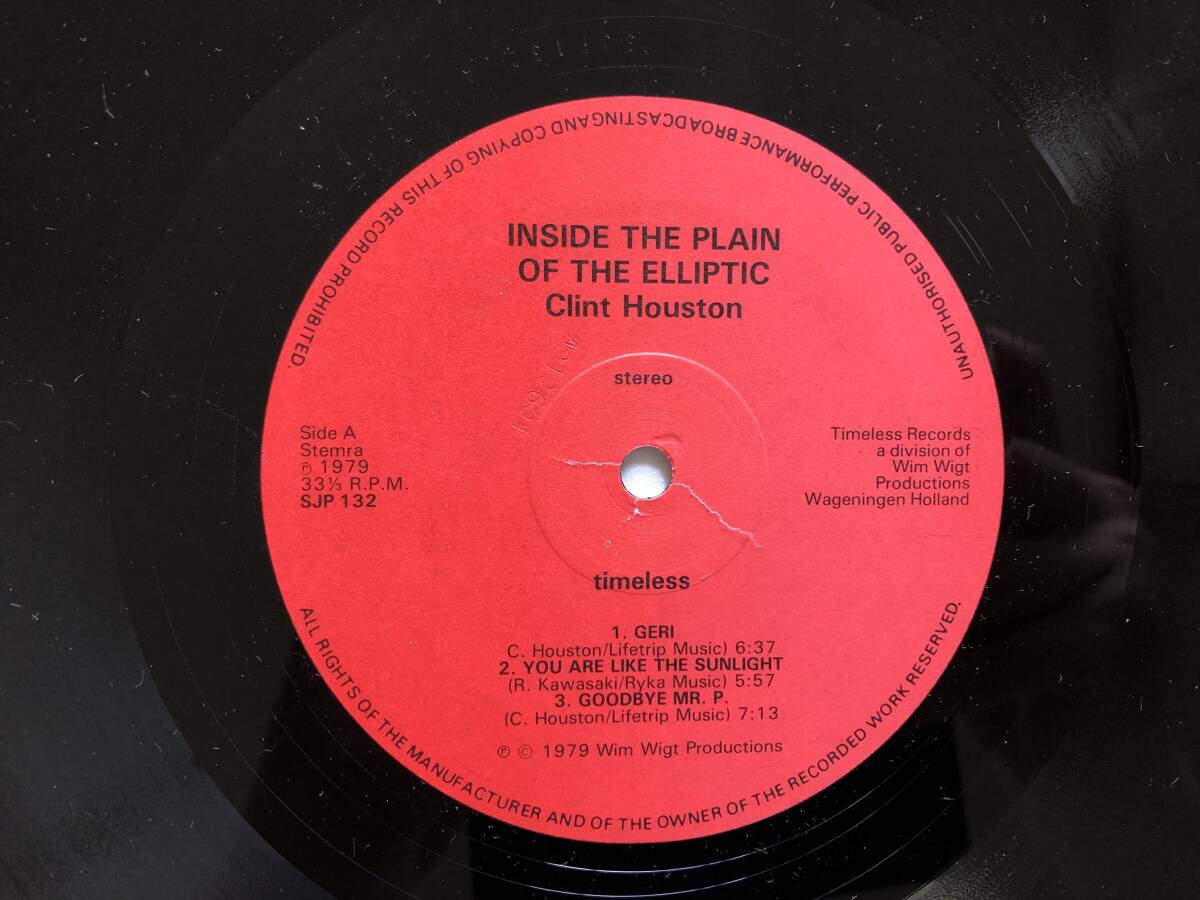 UNAUTHORISED PUBLIC PERFORMANCE BROADCASTING AND COPYING OF THIS RECORD PROHIBITED.
INSIDE THE PLAIN
OF THE ELLIPTIC
Clint Houston
stereo
Side A
Stemra
℗ 1979
33⅓ R.P.M.
SJP 132
Timeless Records
a division of
Wim Wigt
Productions
Wageningen Holland
timeless
1. GERI
C. Houston/Lifetrip Music) 6:37
2. YOU ARE LIKE THE SUNLIGHT
(R. Kawasaki/Ryka Music) 5:57
3. GOODBYE MR. P.
(C. Houston/Lifetrip Music) 7:13
℗ © 1979 Wim Wigt Productions
ALL RIGHTS OF THE MANUFACTURER AND OF THE OWNER OF THE RECORDED WORK RESERVED.